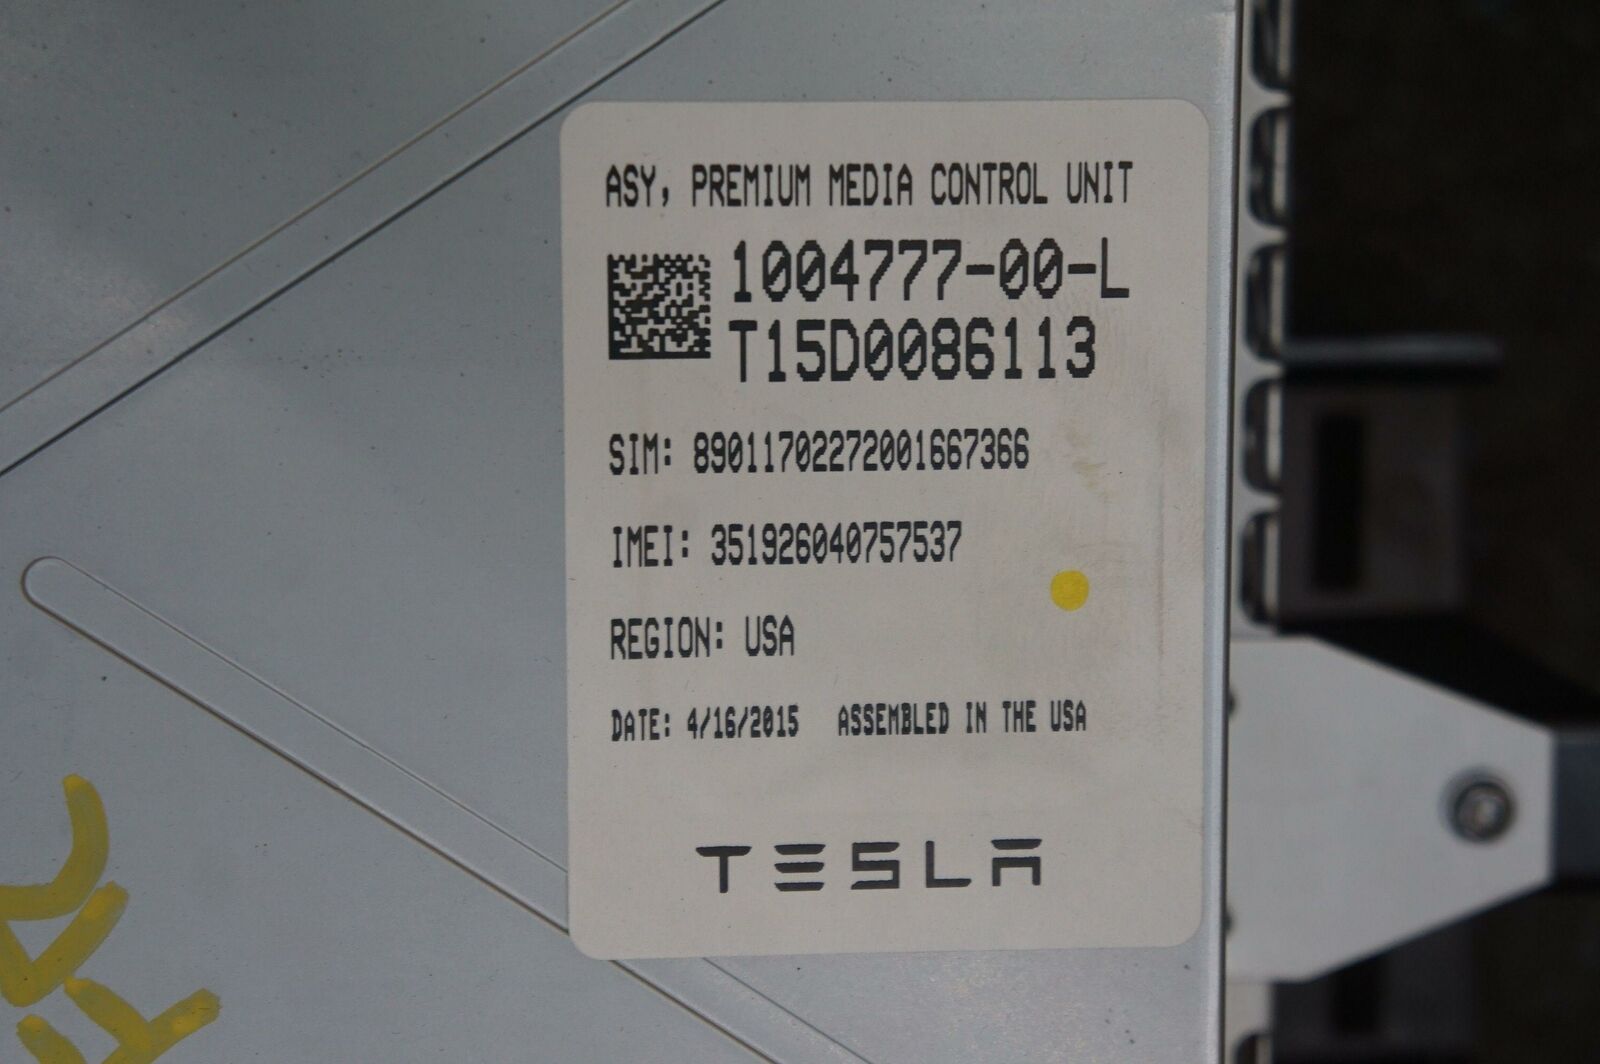 ASY, PREMIUM MEDIA CONTROL UNIT
1004777-00-L
T15D0086113
SIM: 89011702272001667366
IMEI: 351926040757537
REGION: USA
DATE: 4/16/2015 ASSEMBLED IN THE USA
TESLA